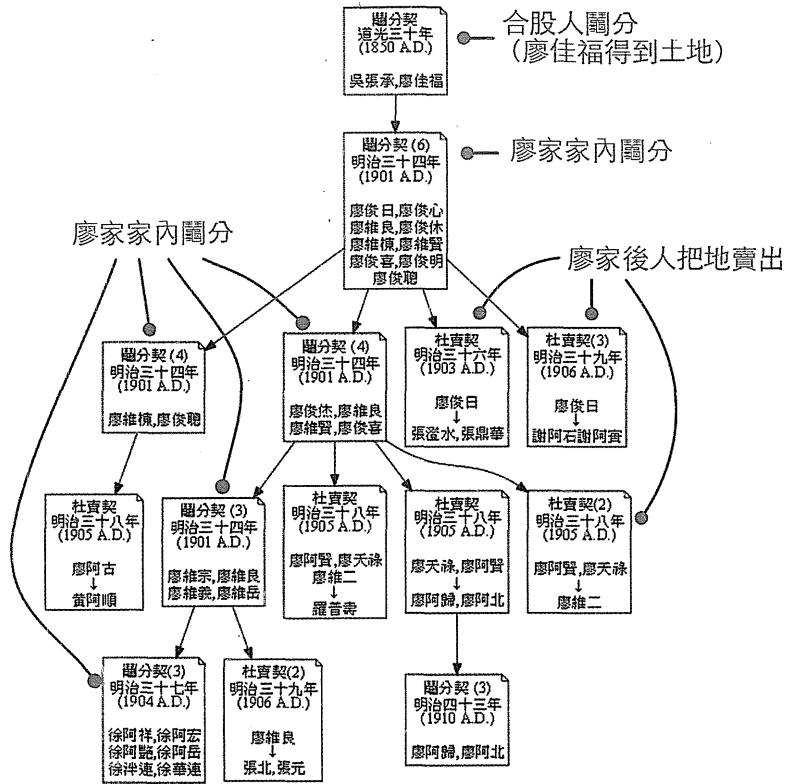 鬮分契
道光三十年
(1850 A.D.)
吳張承,廖佳福
合股人鬮分
（廖佳福得到土地）
鬮分契(6)
明治三十四年
(1901 A.D.)
廖俊日,廖俊心
廖維良,廖俊休
廖維楝,廖維賢
廖俊喜,廖俊明
廖俊聰
廖家家內鬮分
廖家家內鬮分
廖家後人把地賣出
鬮分契(4)
明治三十四年
(1901 A.D.)
廖維楝,廖俊聰
鬮分契(4)
明治三十四年
(1901 A.D.)
廖俊烋,廖維良
廖維賢,廖俊喜
杜賣契
明治三十六年
(1903 A.D.)
廖俊日
↓
張瀅水,張鼎華
杜賣契(3)
明治三十九年
(1906 A.D.)
廖俊日
↓
謝阿石謝阿賓
杜賣契
明治三十八年
(1905 A.D.)
廖阿古
↓
黃阿順
鬮分契(3)
明治三十四年
(1901 A.D.)
廖維宗,廖維良
廖維義,廖維岳
杜賣契
明治三十八年
(1905 A.D.)
廖阿賢,廖天祿
廖維二
↓
羅普壽
杜賣契
明治三十八年
(1905 A.D.)
廖天祿,廖阿賢
↓
廖阿歸,廖阿北
杜賣契(2)
明治三十八年
(1905 A.D.)
廖阿賢,廖天祿
↓
廖維二
鬮分契(3)
明治三十七年
(1904 A.D.)
徐阿祥,徐阿宏
徐阿艷,徐阿岳
徐泮連,徐華連
杜賣契(2)
明治三十九年
(1906 A.D.)
廖維良
↓
張北,張元
鬮分契(3)
明治四十三年
(1910 A.D.)
廖阿歸,廖阿北